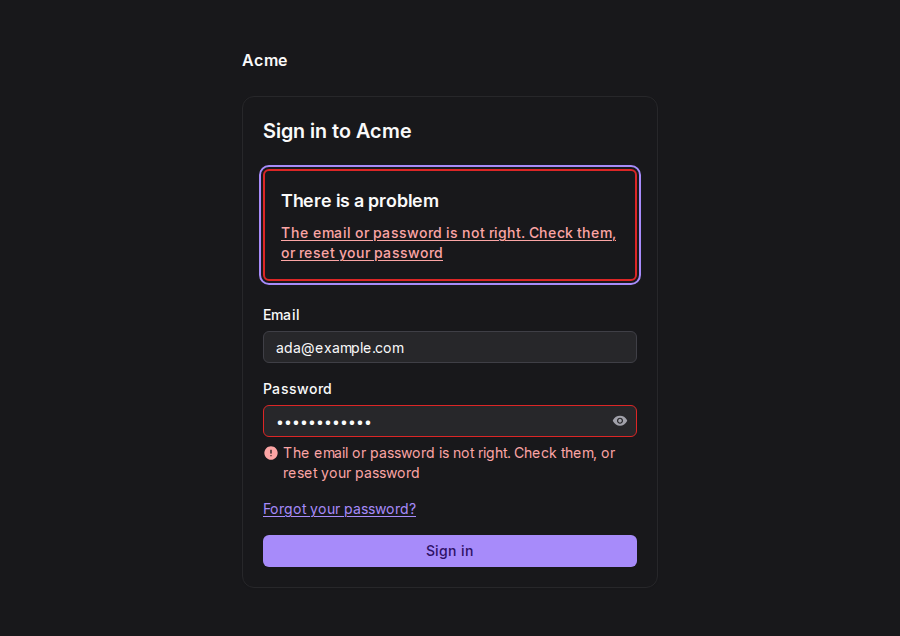 Acme
Sign in to Acme
There is a problem
The email or password is not right. Check them,
or reset your password
Email
ada@example.com
Password
••••••••••••
The email or password is not right. Check them, or
reset your password
Forgot your password?
Sign in